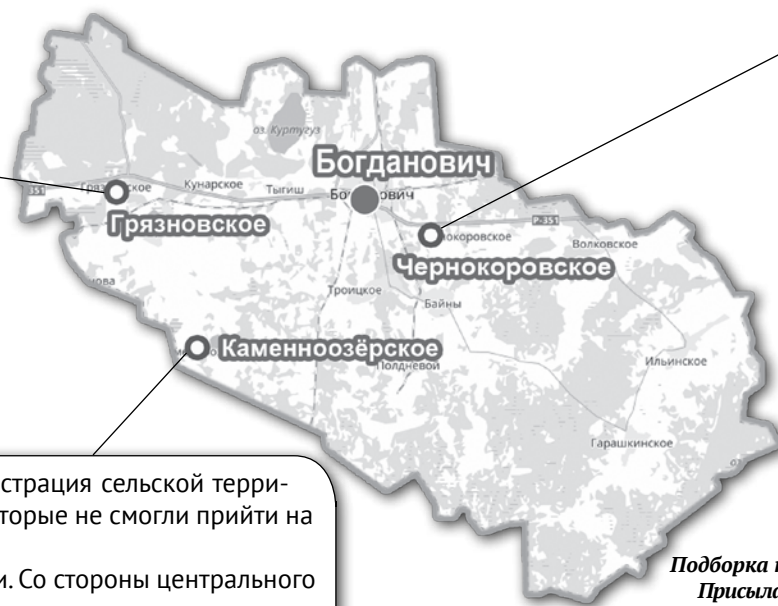 оз. Куртугуз
Богданович
351
Кунарское
Тыгиш
Грязновское
Р-351
Волковское
Чернокоровское
Троицкое
Байны
Каменноозёрское
Полдневой
Ильинское
Гарашкинское
страция сельской терри-
торые не смогли прийти на
и. Со стороны центрального
Подборка
Присыла